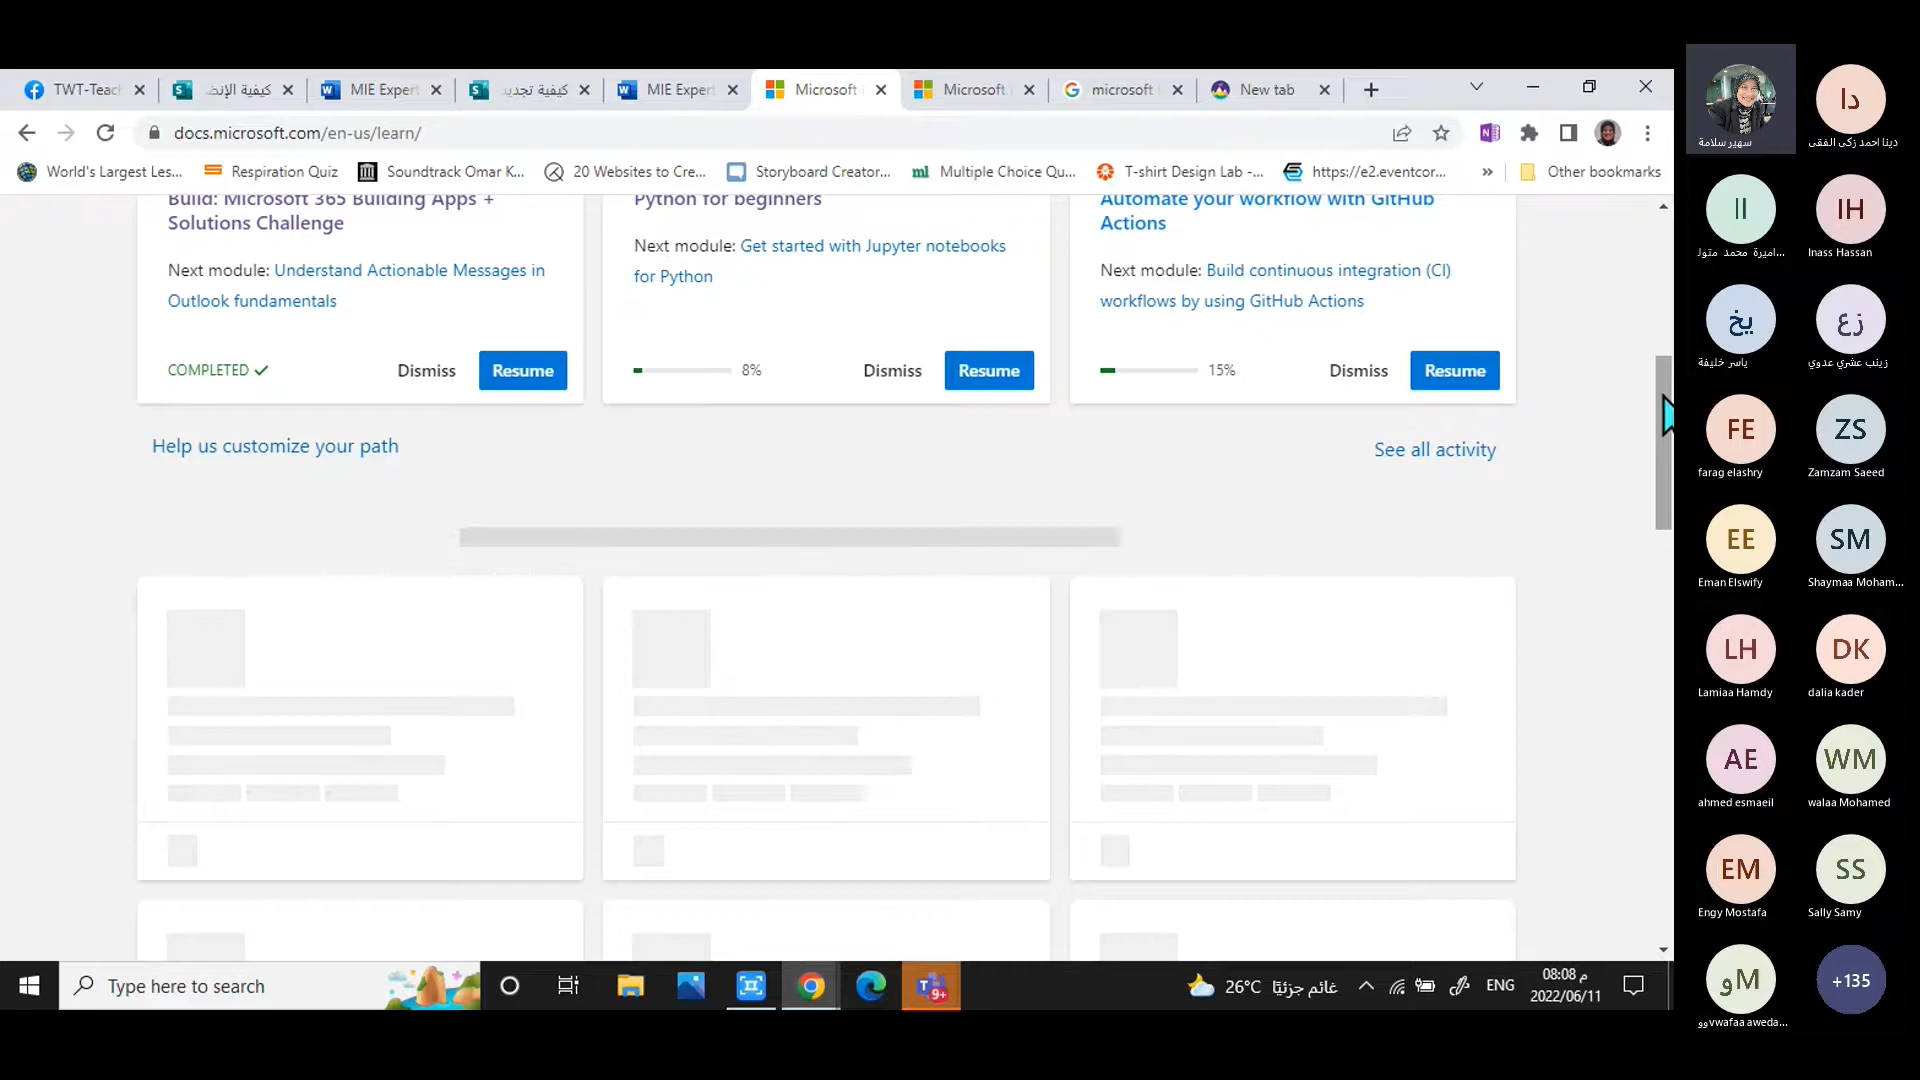 TWT-Teac
كيفية الإنض
MIE Exper
كيفية تجديد
MIE Exper
Microsoft
Microsoft
microsoft
New tab
docs.microsoft.com/en-us/learn/
World's Largest Les...
Respiration Quiz
Soundtrack Omar K...
20 Websites to Cre...
Storyboard Creator...
Multiple Choice Qu...
T-shirt Design Lab -...
https://e2.eventcor...
Other bookmarks
Build: Microsoft 365 Building Apps +
Solutions Challenge
Next module: Understand Actionable Messages in
Outlook fundamentals
COMPLETED
Dismiss
Resume
Python for beginners
Next module: Get started with Jupyter notebooks
for Python
8%
Dismiss
Resume
Automate your workflow with GitHub
Actions
Next module: Build continuous integration (CI)
workflows by using GitHub Actions
15%
Dismiss
Resume
Help us customize your path
See all activity
Type here to search
9+
26°C غائم جزئيًا
ENG
08:08 م
2022/06/11
سهير سلامة
دا
دينا احمد زكى الفقى
اا
اميرة محمد متول...
IH
Inass Hassan
يخ
ياسر خليفة
زع
زينب عشري عدوي
FE
farag elashry
ZS
Zamzam Saeed
EE
Eman Elswify
SM
Shaymaa Moham...
LH
Lamiaa Hamdy
DK
dalia kader
AE
ahmed esmaeil
WM
walaa Mohamed
EM
Engy Mostafa
SS
Sally Samy
وM
ووvwafaa aweda...
+135